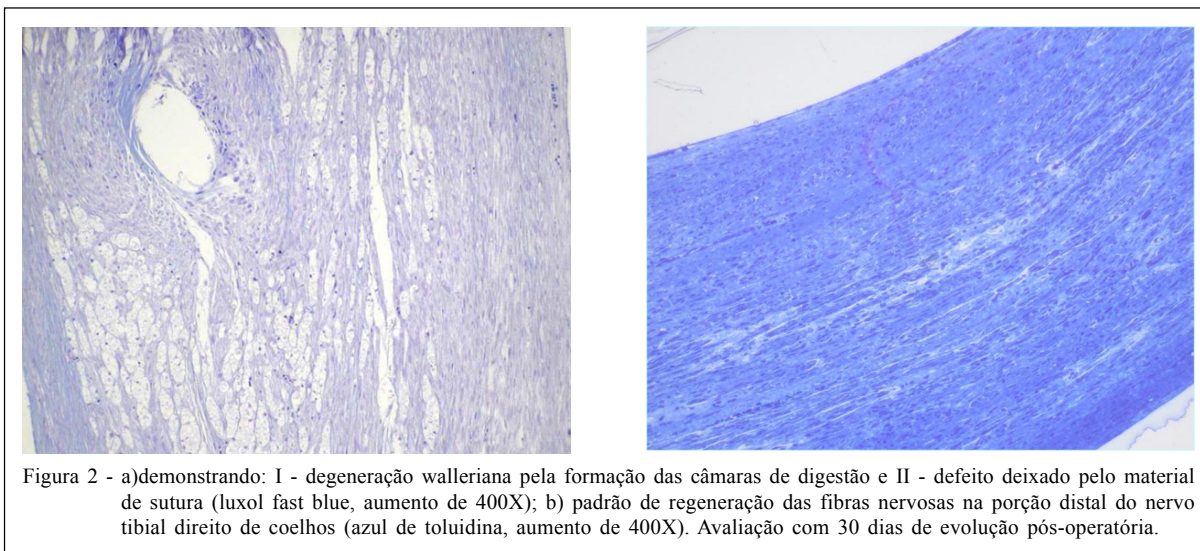 Figura 2 - a)demonstrando: I - degeneração walleriana pela formação das câmaras de digestão e II - defeito deixado pelo material
de sutura (luxol fast blue, aumento de 400X); b) padrão de regeneração das fibras nervosas na porção distal do nervo
tibial direito de coelhos (azul de toluidina, aumento de 400X). Avaliação com 30 dias de evolução pós-operatória.